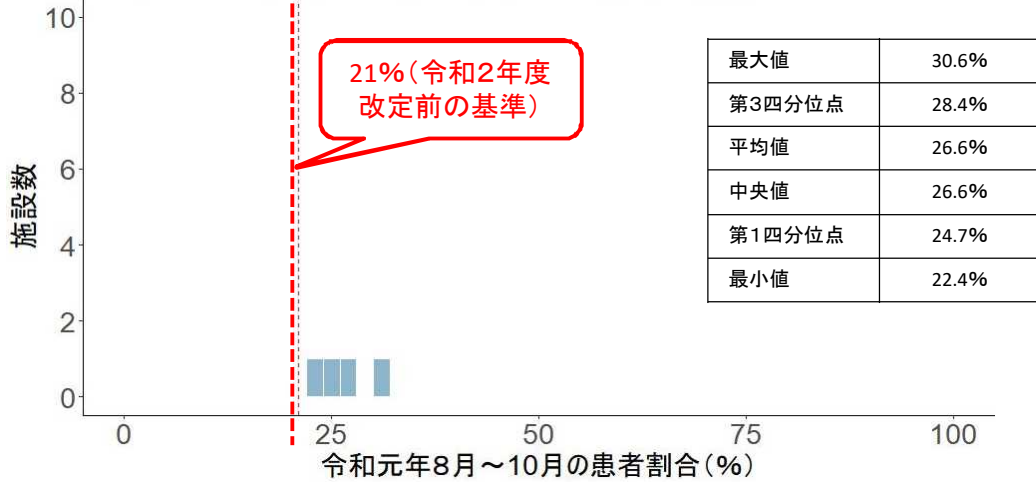 10
8
6
4
2
0
施設数
21%(令和2年度
改定前の基準)
最大値 30.6%
第3四分位点 28.4%
平均値 26.6%
中央値 26.6%
第1四分位点 24.7%
最小値 22.4%
0 25 50 75 100
令和元年8月～10月の患者割合(%)